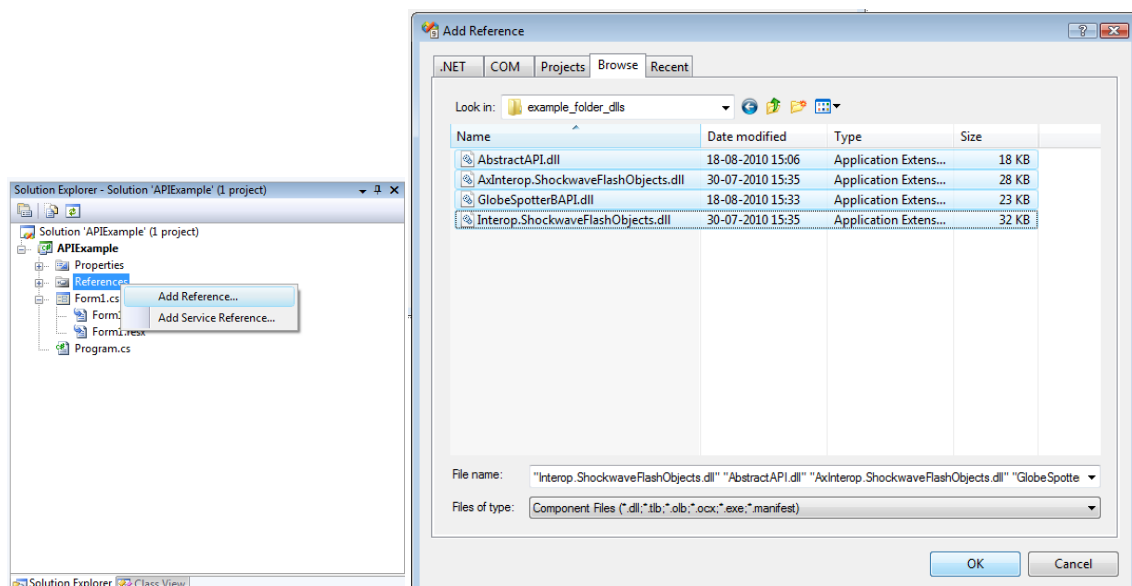 Solution Explorer - Solution 'APIExample' (1 project)
Solution 'APIExample' (1 project)
APIExample
Properties
References
Form1.cs
Form1
Form1.resx
Program.cs
Add Reference...
Add Service Reference...
Solution Explorer Class View
Add Reference
.NET COM Projects Browse Recent
Look in: example_folder_dlls
Name Date modified Type Size
AbstractAPI.dll 18-08-2010 15:06 Application Extens... 18 KB
AxInterop.ShockwaveFlashObjects.dll 30-07-2010 15:35 Application Extens... 28 KB
GlobeSpotterBAPI.dll 18-08-2010 15:33 Application Extens... 23 KB
Interop.ShockwaveFlashObjects.dll 30-07-2010 15:35 Application Extens... 32 KB
File name: "Interop.ShockwaveFlashObjects.dll" "AbstractAPI.dll" "AxInterop.ShockwaveFlashObjects.dll" "GlobeSpotte
Files of type: Component Files (*.dll;*.tlb;*.olb;*.ocx;*.exe;*.manifest)
OK Cancel